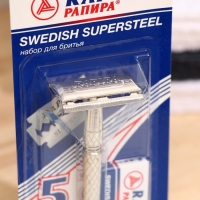 РАПИРА
SWEDISH SUPERSTEEL
набор для бритья
5